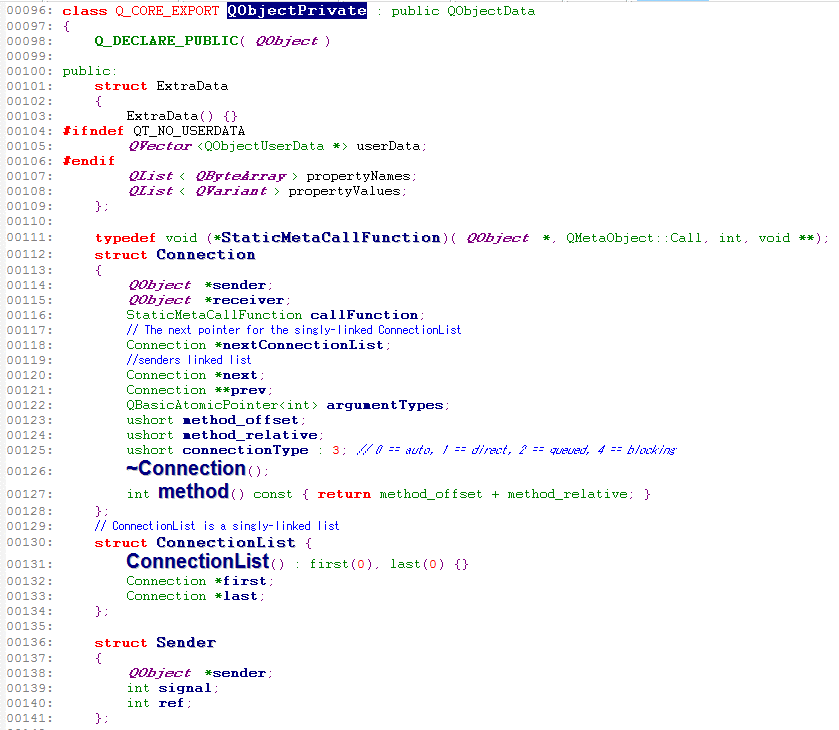 00096: class Q_CORE_EXPORT QObjectPrivate : public QObjectData
00097: {
00098:     Q_DECLARE_PUBLIC( QObject )
00099:
00100: public:
00101:     struct ExtraData
00102:     {
00103:         ExtraData() {}
00104: #ifndef QT_NO_USERDATA
00105:         QVector <QObjectUserData *> userData;
00106: #endif
00107:         QList < QByteArray > propertyNames;
00108:         QList < QVariant > propertyValues;
00109:     };
00110:
00111:     typedef void (*StaticMetaCallFunction)( QObject *, QMetaObject::Call, int, void **);
00112:     struct Connection
00113:     {
00114:         QObject *sender;
00115:         QObject *receiver;
00116:         StaticMetaCallFunction callFunction;
00117:         // The next pointer for the singly-linked ConnectionList
00118:         Connection *nextConnectionList;
00119:         //senders linked list
00120:         Connection *next;
00121:         Connection **prev;
00122:         QBasicAtomicPointer<int> argumentTypes;
00123:         ushort method_offset;
00124:         ushort method_relative;
00125:         ushort connectionType : 3; // 0 == auto, 1 == direct, 2 == queued, 4 == blocking
00126:         ~Connection();
00127:         int method() const { return method_offset + method_relative; }
00128:     };
00129:     // ConnectionList is a singly-linked list
00130:     struct ConnectionList {
00131:         ConnectionList() : first(0), last(0) {}
00132:         Connection *first;
00133:         Connection *last;
00134:     };
00135:
00136:     struct Sender
00137:     {
00138:         QObject *sender;
00139:         int signal;
00140:         int ref;
00141:     };